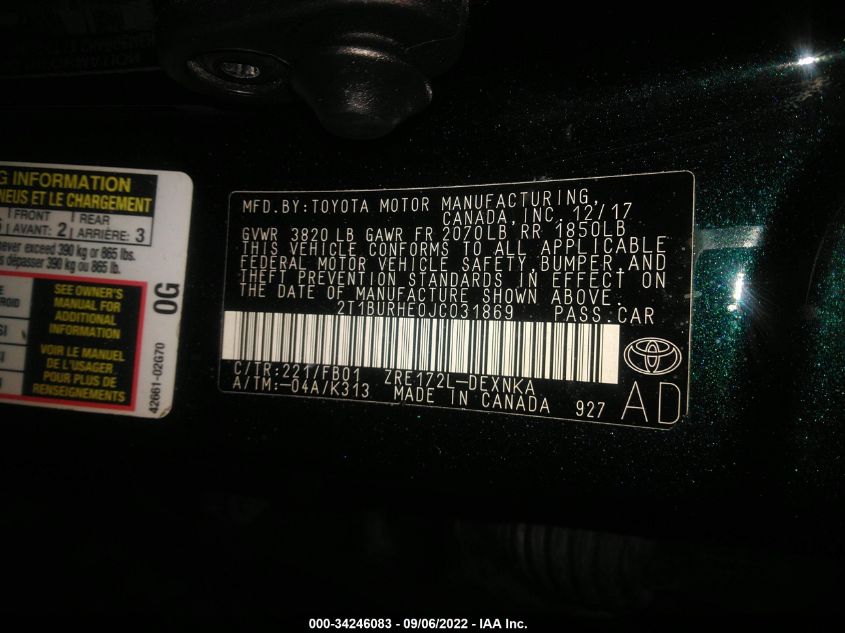 G INFORMATION
NEUS ET LE CHARGEMENT
FRONT REAR
AVANT: 2 ARRIÈRE: 3
never exceed 390 kg or 865 lbs.
dépasser 390 kg ou 865 lb.
SEE OWNER'S
MANUAL FOR
ADDITIONAL
INFORMATION
VOIR LE MANUEL
DE L'USAGER
POUR PLUS DE
RENSEIGNEMENTS
0G
42661-02G70
MFD.BY:TOYOTA MOTOR MANUFACTURING,
CANADA,INC. 12/17
GVWR 3820 LB GAWR FR 2070LB RR 1850LB
THIS VEHICLE CONFORMS TO ALL APPLICABLE
FEDERAL MOTOR VEHICLE SAFETY,BUMPER,AND
THEFT PREVENTION STANDARDS IN EFFECT ON
THE DATE OF MANUFACTURE SHOWN ABOVE.
2T1BURHE0JC031869 PASS.CAR
C/TR:221/FB01 ZRE172L-DEXNKA
A/TM:-04A/K313 MADE IN CANADA 927
AD
000-34246083 - 09/06/2022 - IAA Inc.